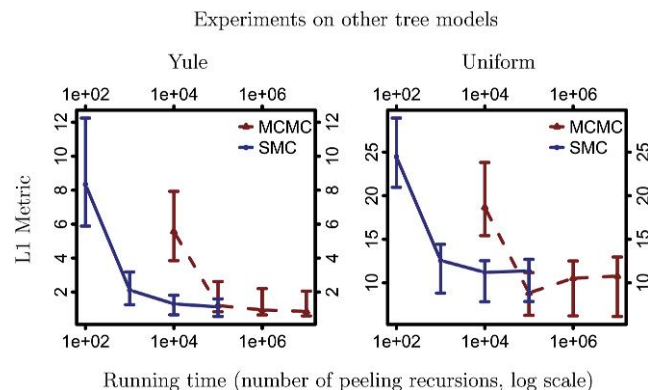 Experiments on other tree models
Yule
Uniform
1e+02 1e+04 1e+06
1e+02 1e+04 1e+06
12
10
8
6
4
2
L1 Metric
MCMC
SMC
12
10
8
6
4
2
25
20
15
10
MCMC
SMC
25
20
15
10
1e+02 1e+04 1e+06
1e+02 1e+04 1e+06
Running time (number of peeling recursions, log scale)